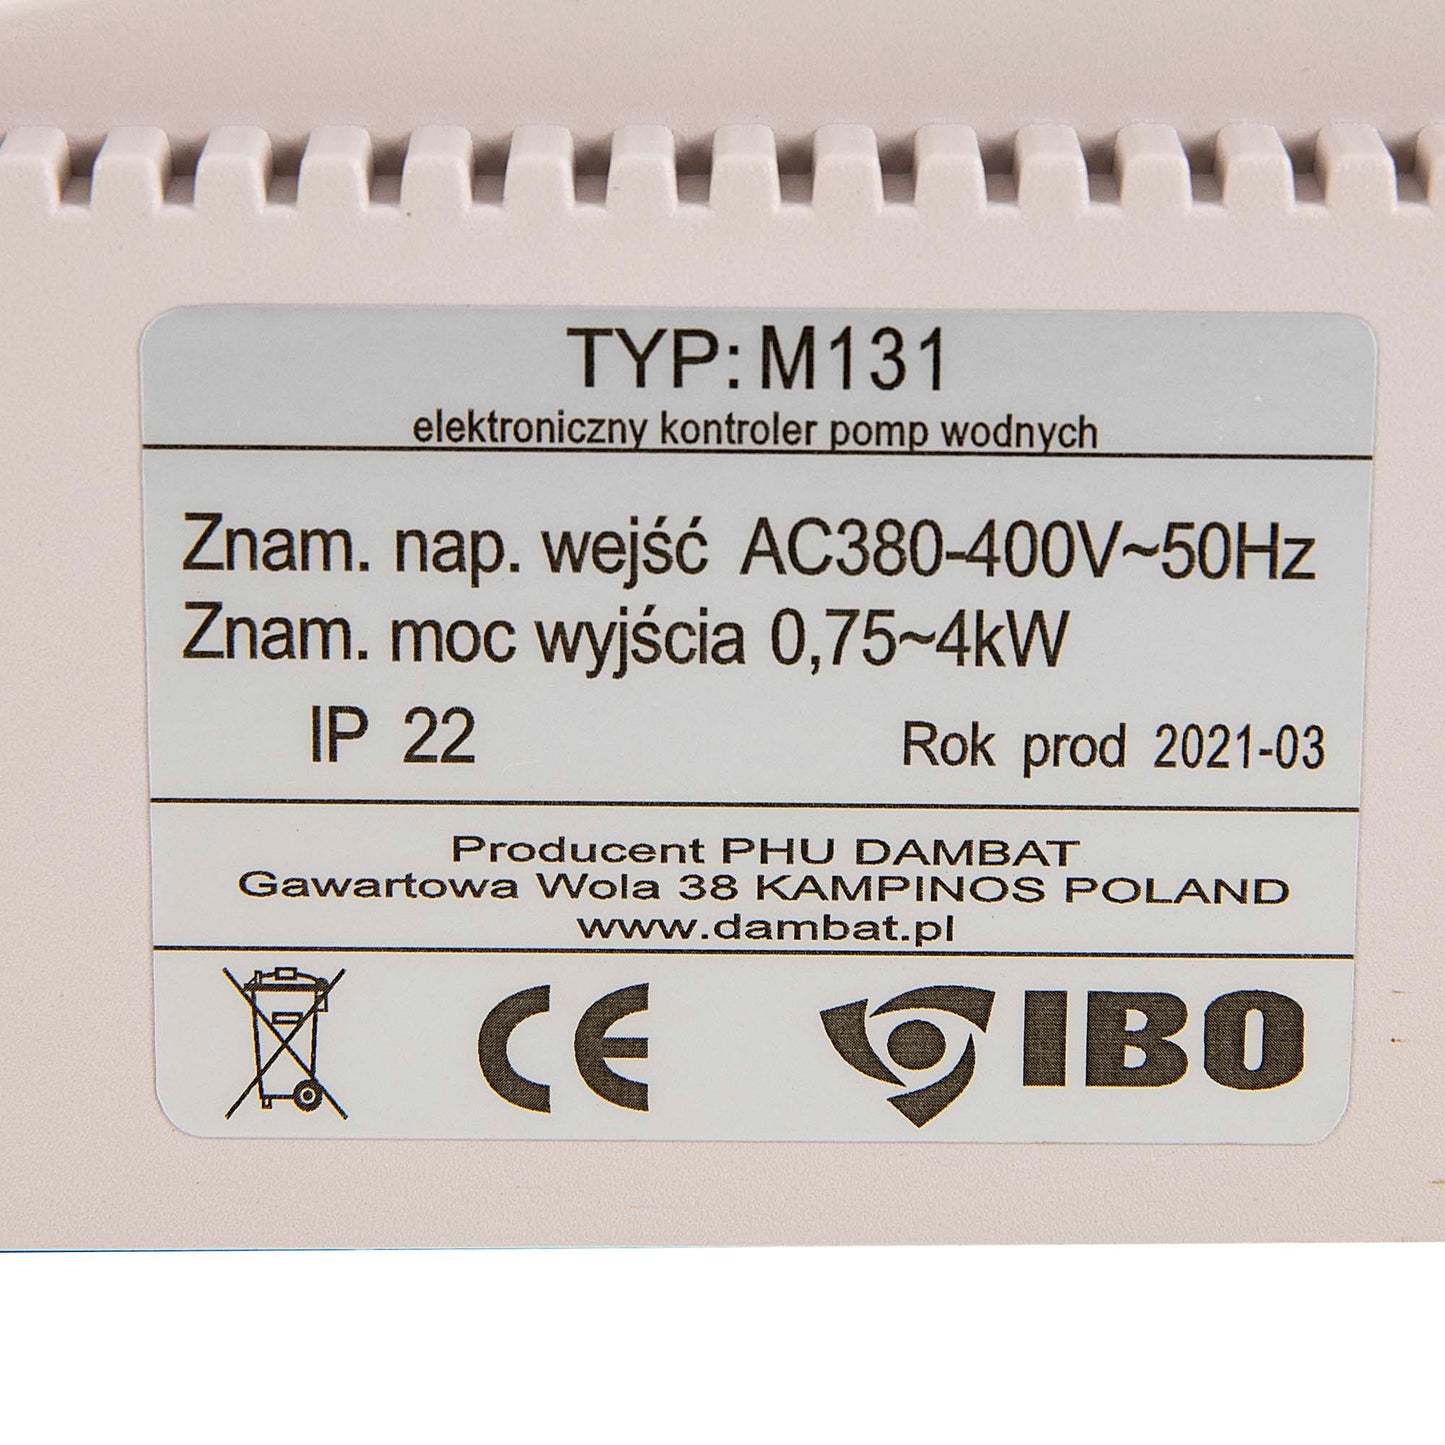 TYP: M131
elektroniczny kontroler pomp wodnych
Znam. nap. wejść AC380-400V~50Hz
Znam. moc wyjścia 0,75~4kW
IP 22 Rok prod 2021-03
Producent PHU DAMBAT
Gawartowa Wola 38 KAMPINOS POLAND
www.dambat.pl
CE IBO